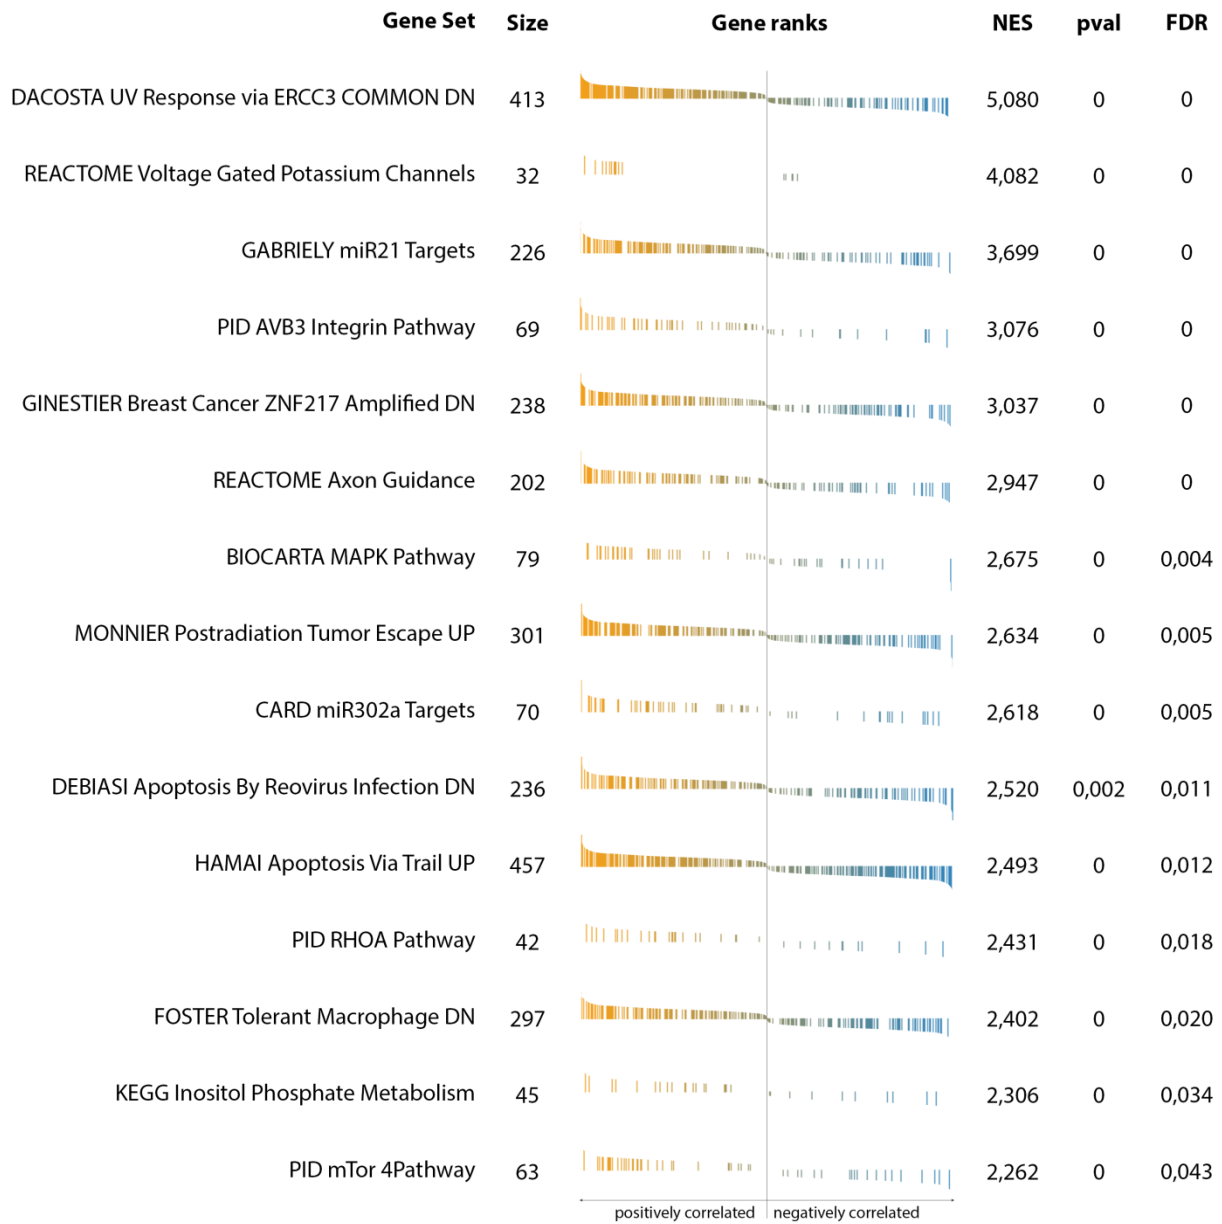 Gene Set Size Gene ranks NES pval FDR
DACOSTA UV Response via ERCC3 COMMON DN 413 5,080 0 0
REACTOME Voltage Gated Potassium Channels 32 4,082 0 0
GABRIELY miR21 Targets 226 3,699 0 0
PID AVB3 Integrin Pathway 69 3,076 0 0
GINESTIER Breast Cancer ZNF217 Amplified DN 238 3,037 0 0
REACTOME Axon Guidance 202 2,947 0 0
BIOCARTA MAPK Pathway 79 2,675 0 0,004
MONNIER Postradiation Tumor Escape UP 301 2,634 0 0,005
CARD miR302a Targets 70 2,618 0 0,005
DEBIASI Apoptosis By Reovirus Infection DN 236 2,520 0,002 0,011
HAMAI Apoptosis Via Trail UP 457 2,493 0 0,012
PID RHOA Pathway 42 2,431 0 0,018
FOSTER Tolerant Macrophage DN 297 2,402 0 0,020
KEGG Inositol Phosphate Metabolism 45 2,306 0 0,034
PID mTor 4Pathway 63 2,262 0 0,043
positively correlated negatively correlated